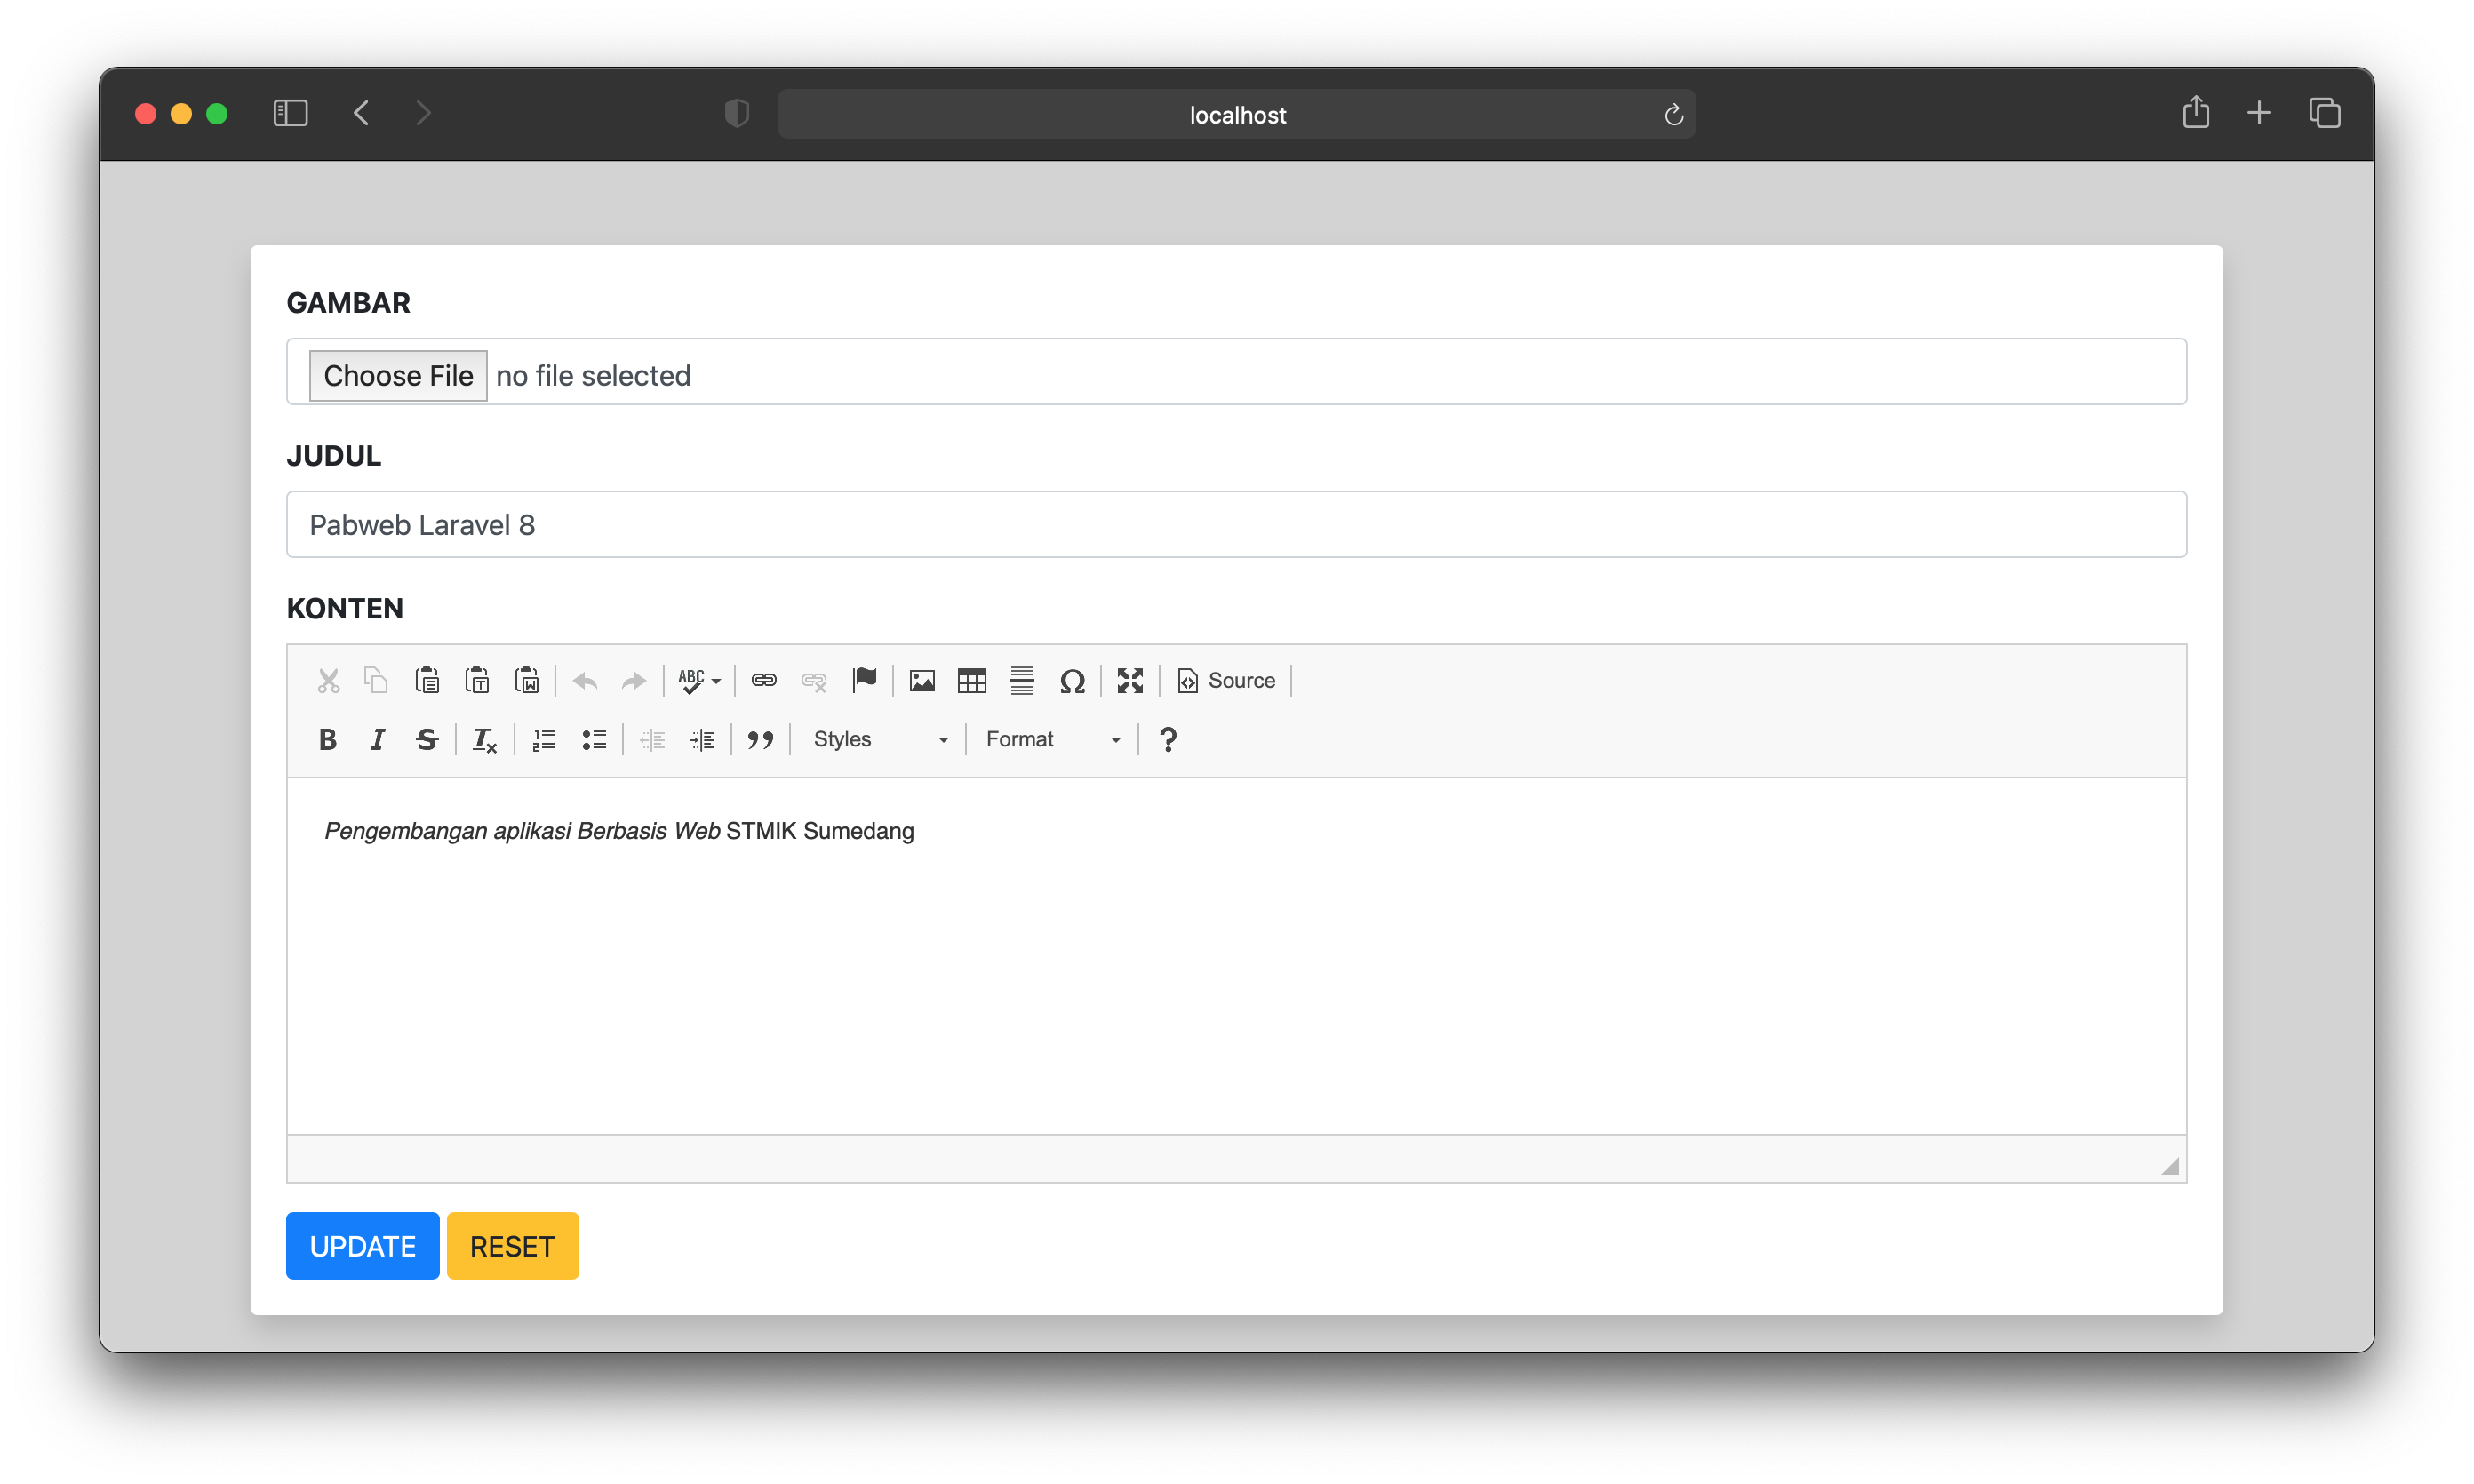 localhost
GAMBAR
Choose File no file selected
JUDUL
Pabweb Laravel 8
KONTEN
ABC Source
B I S Styles Format ?
Pengembangan aplikasi Berbasis Web STMIK Sumedang
UPDATE RESET